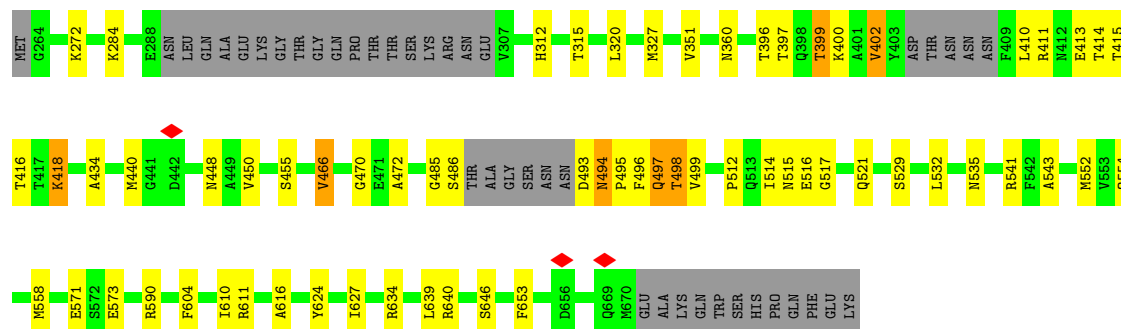 MET G264 K272 K284 E288 ASN LEU GLN ALA GLU LYS GLY THR GLY GLN PRO THR THR SER LYS ARG ASN GLU V307 H312 T315 L320 M327 V351 N360 T396 T397 Q398 T399 K400 A401 V402 Y403 ASP THR ASN ASN ASN F409 L410 R411 N412 E413 T414 T415
T416 T417 K418 A434 M440 G441 D442 N448 A449 V450 S455 V466 G470 E471 A472 G485 S486 THR ALA GLY SER ASN ASN D493 N494 P495 F496 Q497 T498 V499 P512 Q513 I514 N515 E516 G517 Q521 S529 L532 N535 R541 F542 A543 M552 V553
M558 E571 S572 E573 R590 F604 I610 R611 A616 Y624 I627 R634 L639 R640 S646 F653 D656 Q669 M670 GLU ALA LYS GLN TRP SER HIS PRO GLN PHE GLU LYS